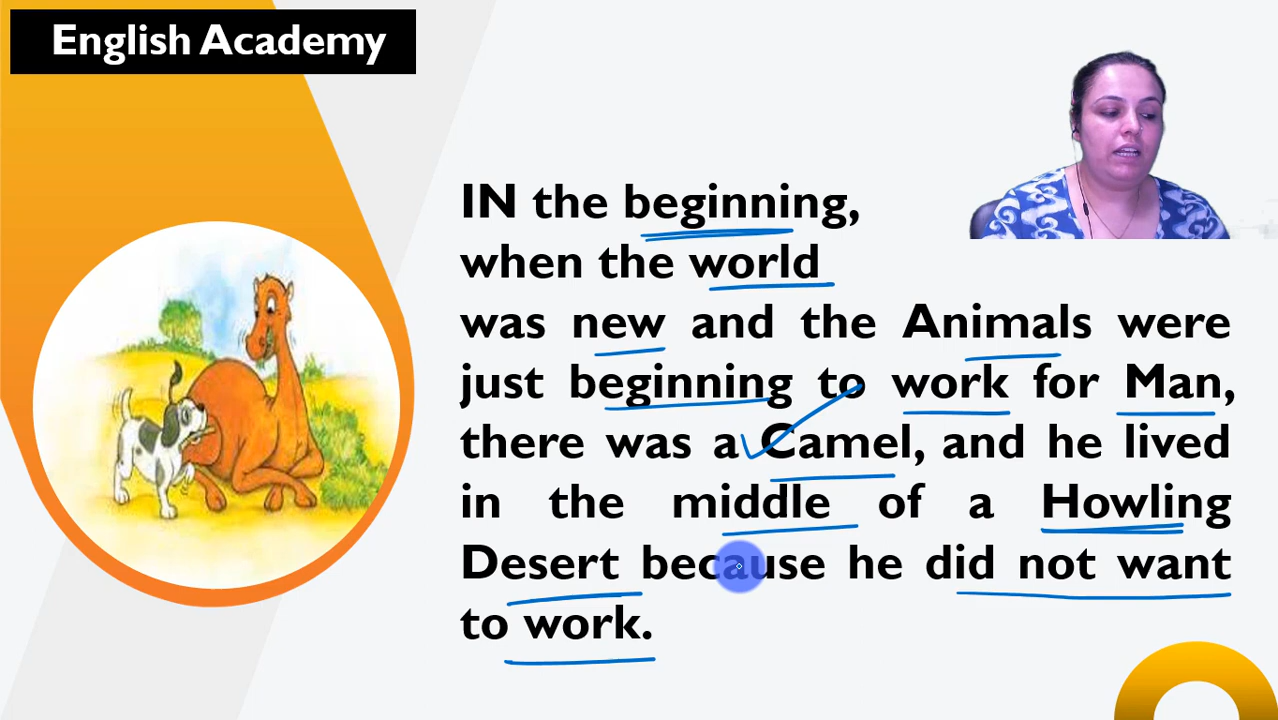 English Academy
IN the beginning,
when the world
was new and the Animals were
just beginning to work for Man,
there was a Camel, and he lived
in the middle of a Howling
Desert because he did not want
to work.